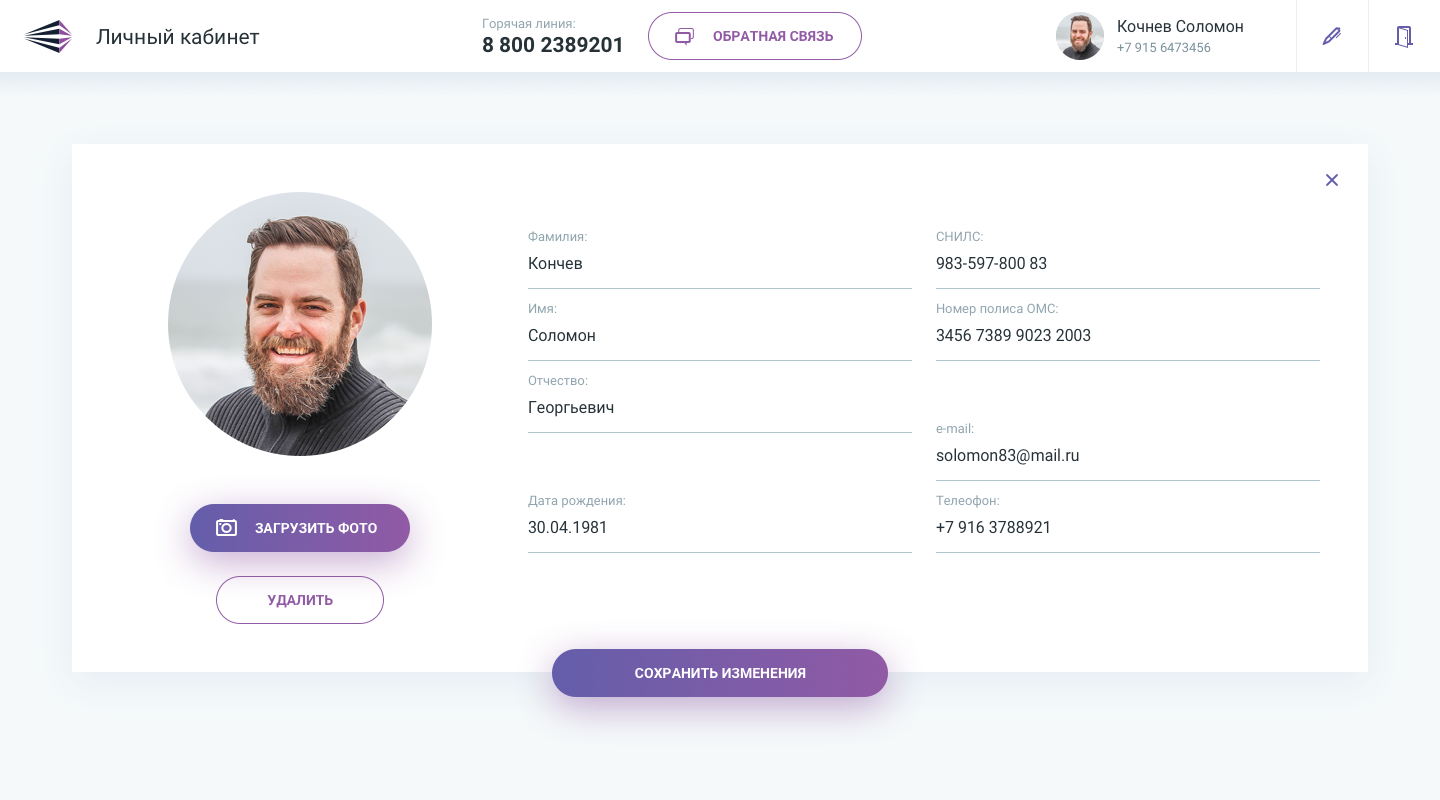 Личный кабинет
Горячая линия:
8 800 2389201
ОБРАТНАЯ СВЯЗЬ
Кочнев Соломон
+7 915 6473456
Фамилия:
Кончев
Имя:
Соломон
Отчество:
Георгьевич
Дата рождения:
30.04.1981
СНИЛС:
983-597-800 83
Номер полиса ОМС:
3456 7389 9023 2003
e-mail:
solomon83@mail.ru
Телеофон:
+7 916 3788921
ЗАГРУЗИТЬ ФОТО
УДАЛИТЬ
СОХРАНИТЬ ИЗМЕНЕНИЯ